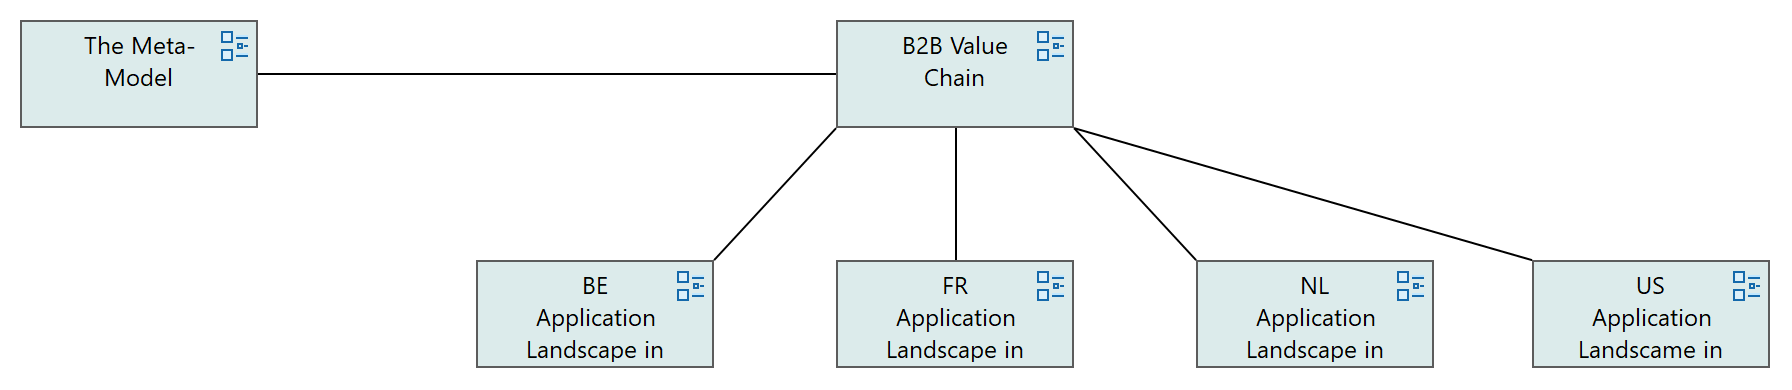 The Meta-
Model
B2B Value
Chain
BE
Application
Landscape in
FR
Application
Landscape in
NL
Application
Landscape in
US
Application
Landscame in